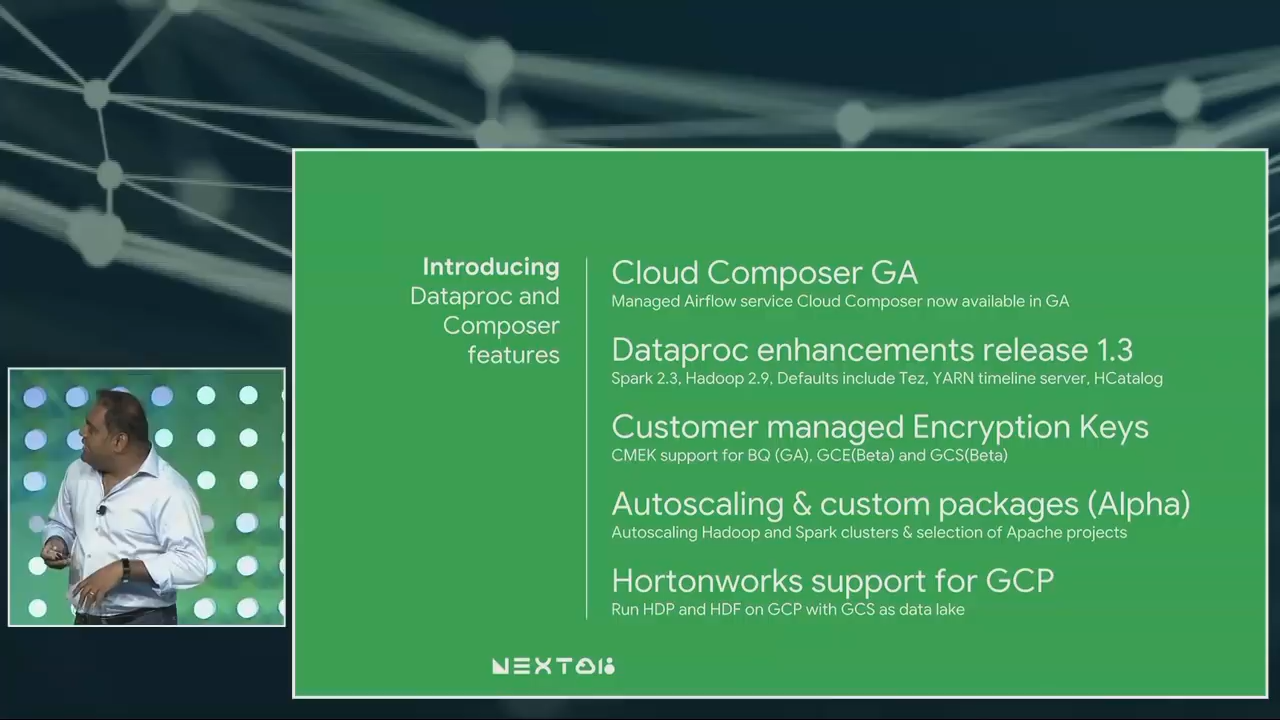 Introducing
Dataproc and
Composer
features
Cloud Composer GA
Managed Airflow service Cloud Composer now available in GA
Dataproc enhancements release 1.3
Spark 2.3, Hadoop 2.9, Defaults include Tez, YARN timeline server, HCatalog
Customer managed Encryption Keys
CMEK support for BQ (GA), GCE(Beta) and GCS(Beta)
Autoscaling & custom packages (Alpha)
Autoscaling Hadoop and Spark clusters & selection of Apache projects
Hortonworks support for GCP
Run HDP and HDF on GCP with GCS as data lake
NEXT18